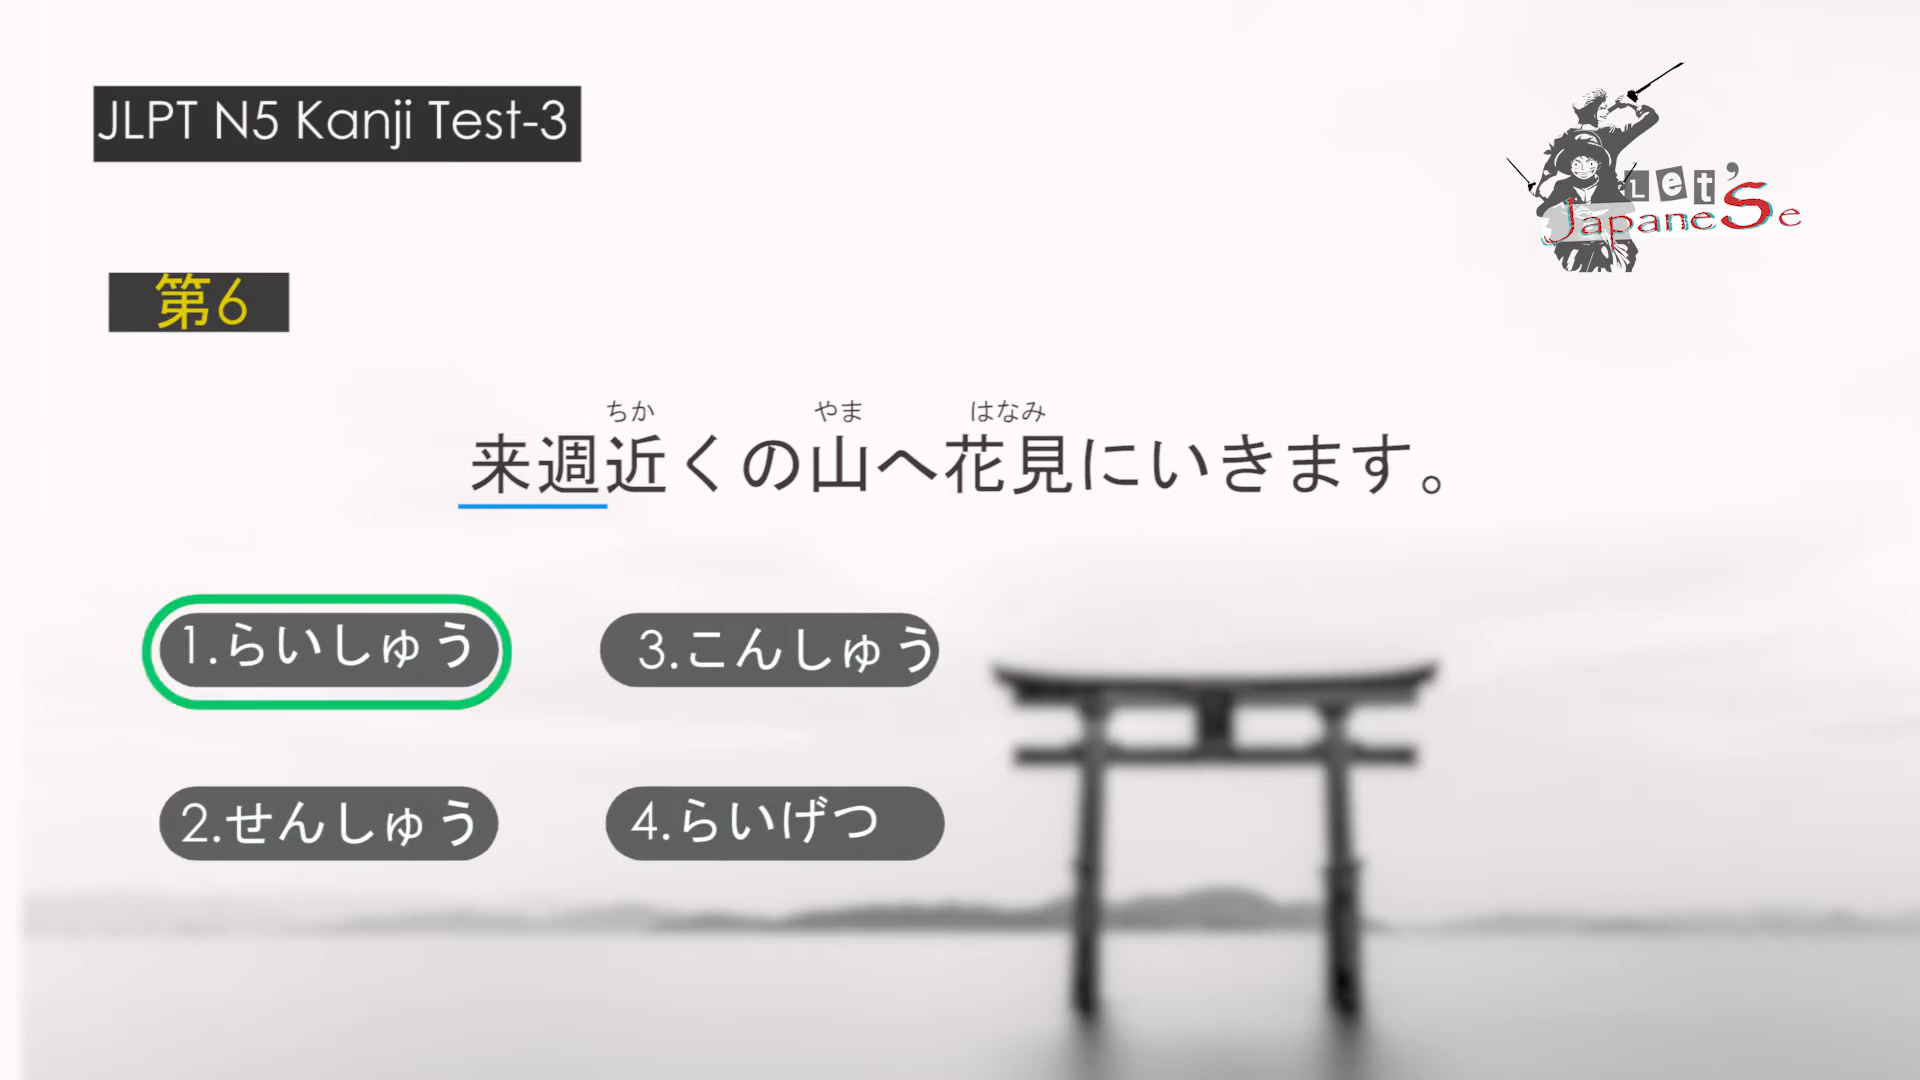 JLPT N5 Kanji Test-3
Let's
JapaneSe
第6
ちか やま はなみ
来週近くの山へ花見にいきます。
1.らいしゅう
3.こんしゅう
2.せんしゅう
4.らいげつ